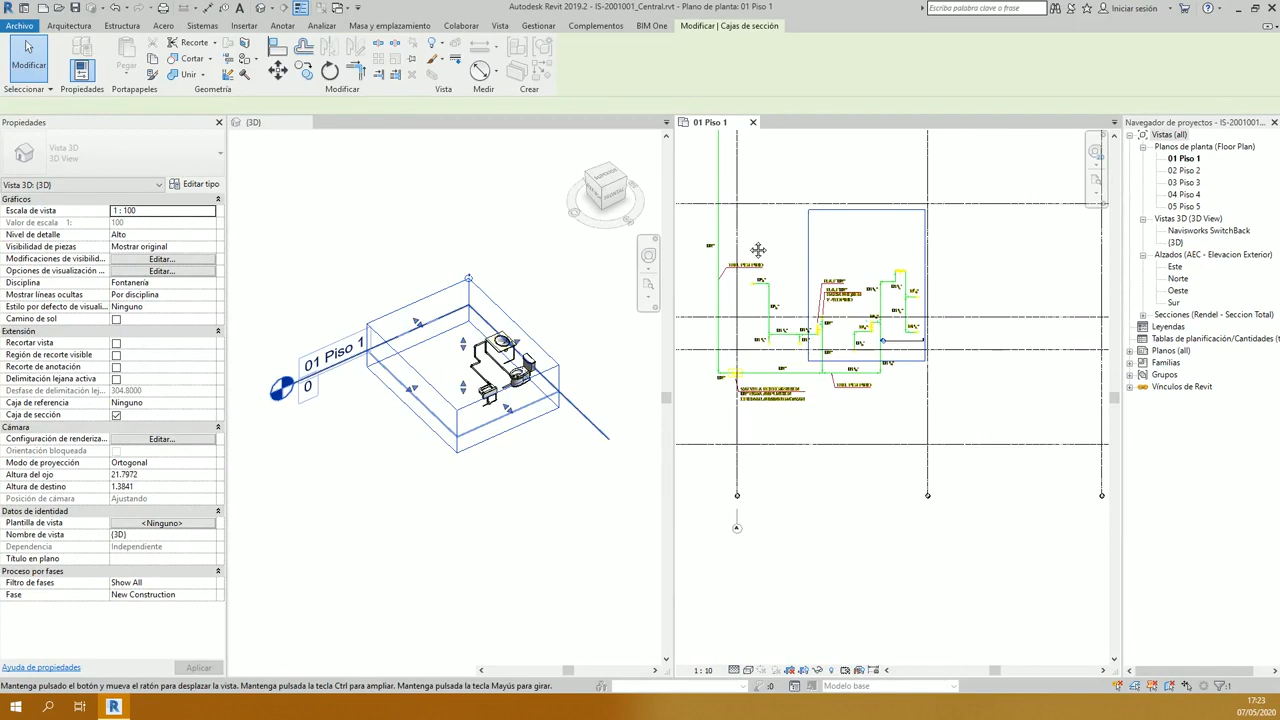 Autodesk Revit 2019.2 - IS-2001001_Central.rvt - Plano de planta: 01 Piso 1
Escriba palabra clave o frase
Iniciar sesión
Archivo Arquitectura Estructura Acero Sistemas Insertar Anotar Analizar Masa y emplazamiento Colaborar Vista Gestionar Complementos BIM One Modificar | Cajas de sección
Modificar
Pegar
Recorte
Cortar
Unir
Seleccionar Propiedades Portapapeles Geometría Modificar Vista Medir Crear
Propiedades
{3D}
01 Piso 1
Navegador de proyectos - IS-2001001...
Vista 3D
3D View
Vista 3D: {3D}
Editar tipo
Gráficos
Escala de vista 1 : 100
Valor de escala 1: 100
Nivel de detalle Alto
Visibilidad de piezas Mostrar original
Modificaciones de visibilid... Editar...
Opciones de visualización ... Editar...
Disciplina Fontanería
Mostrar líneas ocultas Por disciplina
Estilo por defecto de visuali... Ninguno
Camino de sol
Extensión
Recortar vista
Región de recorte visible
Recorte de anotación
Delimitación lejana activa
Desfase de delimitación lej... 304.8000
Caja de referencia Ninguno
Caja de sección
Cámara
Configuración de renderiza... Editar...
Orientación bloqueada
Modo de proyección Ortogonal
Altura del ojo 21.7972
Altura de destino 1.3841
Posición de cámara Ajustando
Datos de identidad
Plantilla de vista <Ninguno>
Nombre de vista {3D}
Dependencia Independiente
Título en plano
Proceso por fases
Filtro de fases Show All
Fase New Construction
Ayuda de propiedades
Aplicar
01 Piso 1
0
A
Vistas (all)
Planos de planta (Floor Plan)
01 Piso 1
02 Piso 2
03 Piso 3
04 Piso 4
05 Piso 5
Vistas 3D (3D View)
Navisworks SwitchBack
{3D}
Alzados (AEC - Elevacion Exterior)
Este
Norte
Oeste
Sur
Secciones (Rendel - Seccion Total)
Leyendas
Tablas de planificación/Cantidades (t
Planos (all)
Familias
Grupos
Vínculos de Revit
1 : 10
Mantenga pulsado el botón y mueva el ratón para desplazar la vista. Mantenga pulsada la tecla Ctrl para ampliar. Mantenga pulsada la tecla Mayús para girar.
:0
Modelo base
:1
17:23
07/05/2020